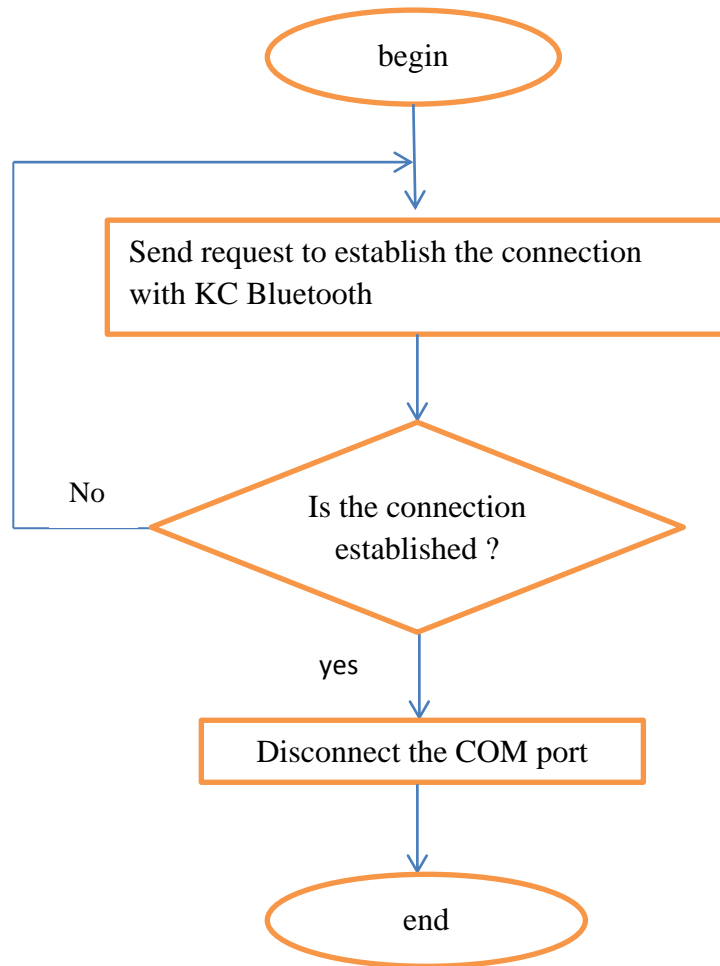 begin
Send request to establish the connection
with KC Bluetooth
No
Is the connection
established ?
yes
Disconnect the COM port
end